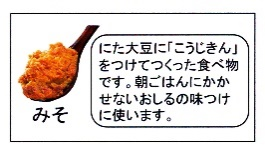 にた大豆に「こうじきん」
をつけてつくった食べ物
です。朝ごはんにかか
せないおしるの味つけ
に使います。
みそ